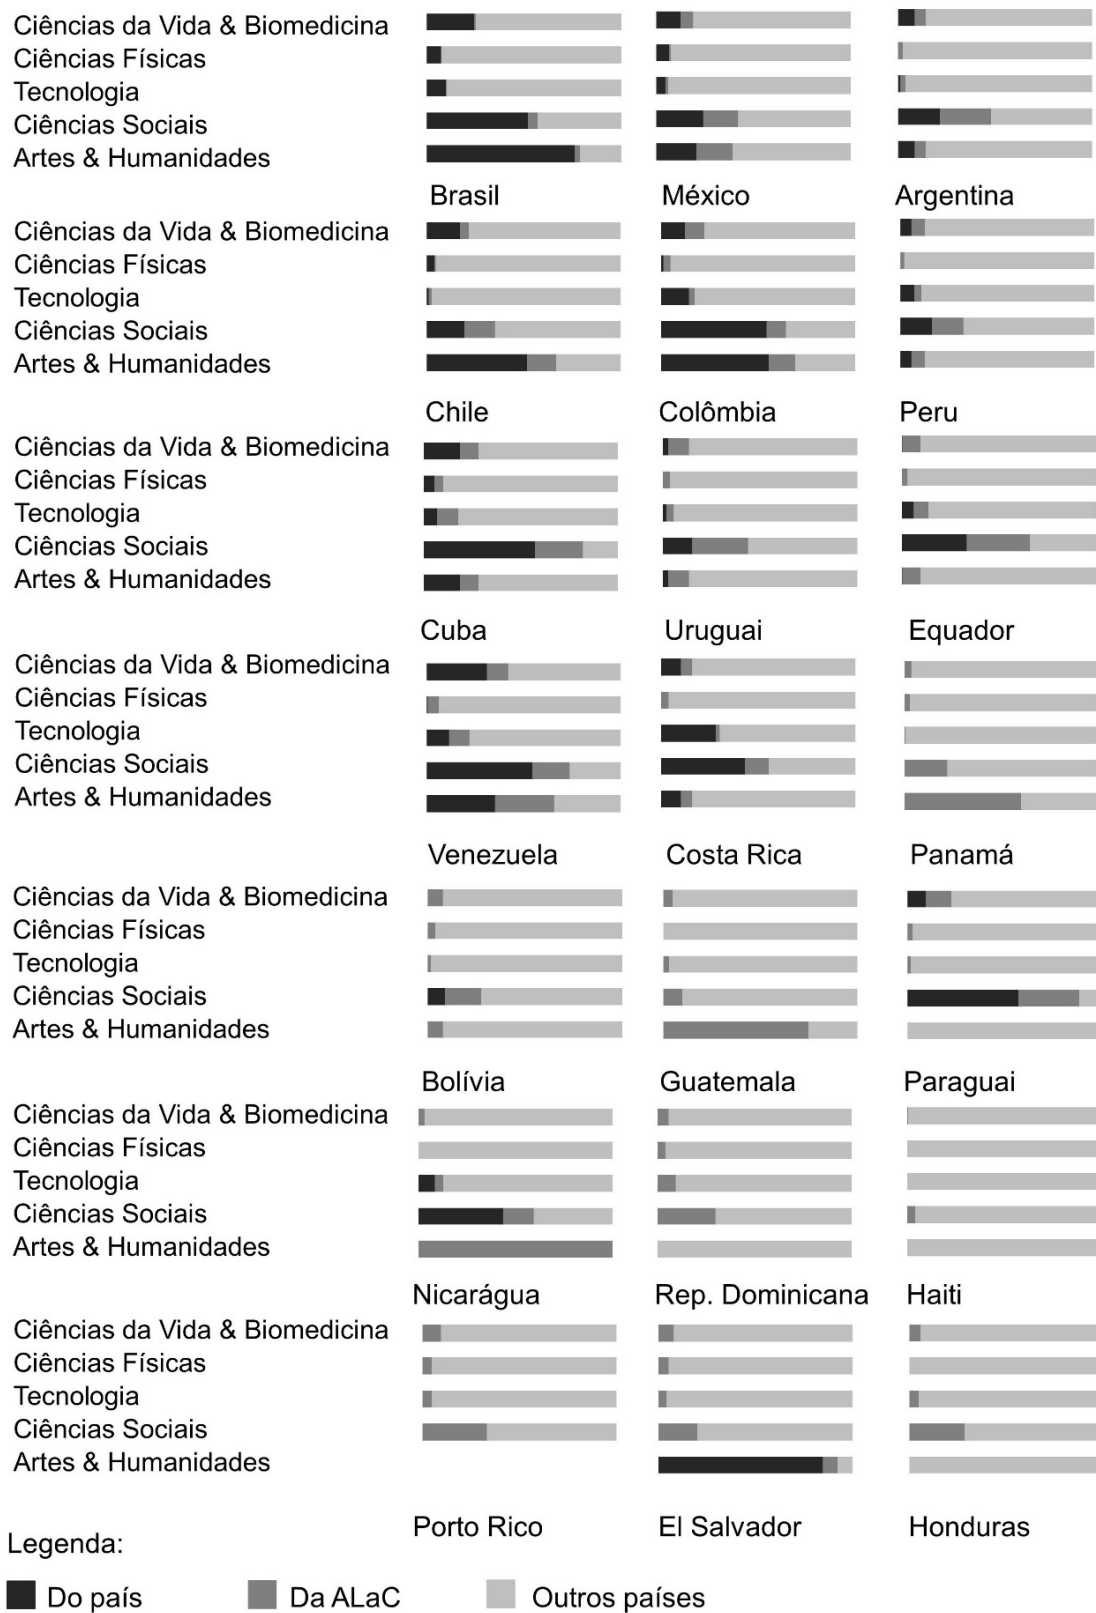 Ciências da Vida & Biomedicina
Ciências Físicas
Tecnologia
Ciências Sociais
Artes & Humanidades
Brasil México Argentina
Ciências da Vida & Biomedicina
Ciências Físicas
Tecnologia
Ciências Sociais
Artes & Humanidades
Chile Colômbia Peru
Ciências da Vida & Biomedicina
Ciências Físicas
Tecnologia
Ciências Sociais
Artes & Humanidades
Cuba Uruguai Equador
Ciências da Vida & Biomedicina
Ciências Físicas
Tecnologia
Ciências Sociais
Artes & Humanidades
Venezuela Costa Rica Panamá
Ciências da Vida & Biomedicina
Ciências Físicas
Tecnologia
Ciências Sociais
Artes & Humanidades
Bolívia Guatemala Paraguai
Ciências da Vida & Biomedicina
Ciências Físicas
Tecnologia
Ciências Sociais
Artes & Humanidades
Nicarágua Rep. Dominicana Haiti
Ciências da Vida & Biomedicina
Ciências Físicas
Tecnologia
Ciências Sociais
Artes & Humanidades
Porto Rico El Salvador Honduras
Legenda:
Do país Da ALaC Outros países